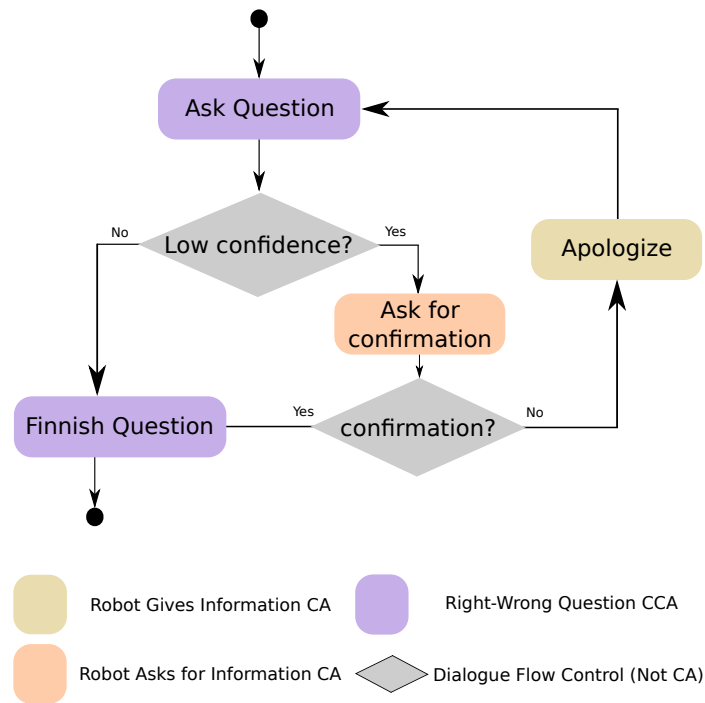 Ask Question
Low confidence?
No
Yes
Apologize
Ask for
confirmation
Finnish Question
Yes
confirmation?
No
Robot Gives Information CA
Right-Wrong Question CCA
Robot Asks for Information CA
Dialogue Flow Control (Not CA)